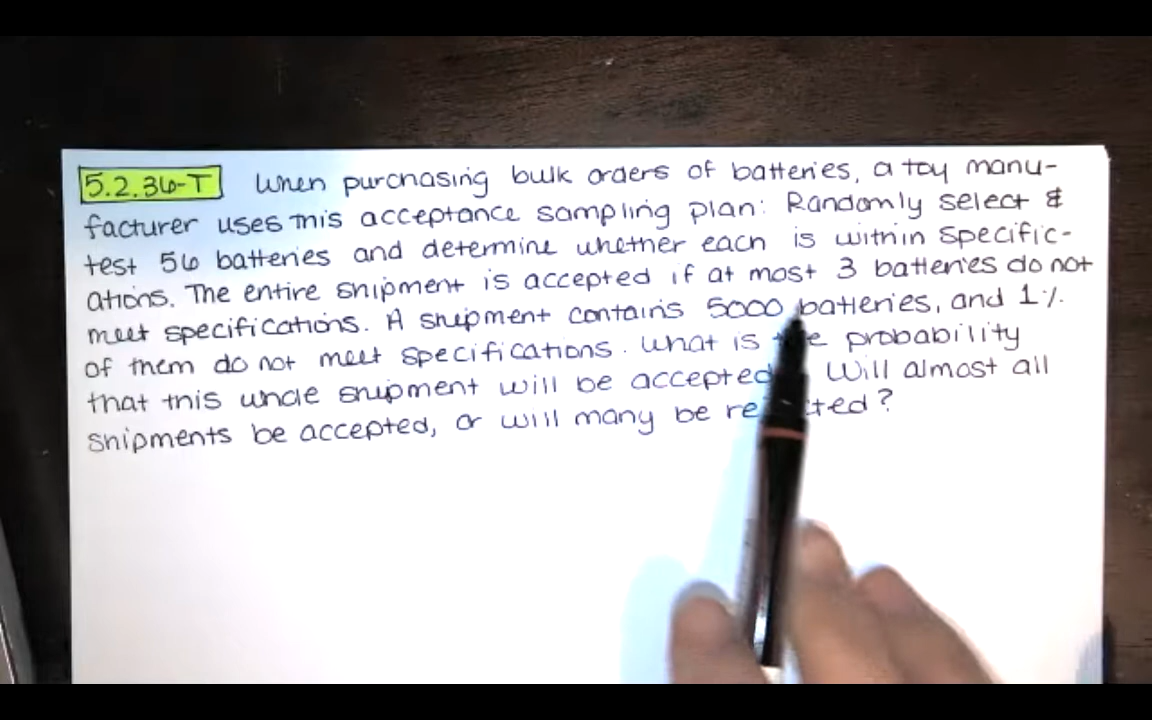 5.2.36-T When purchasing bulk orders of batteries, a toy manu-
facturer uses this acceptance sampling plan: Randomly select &
test 56 batteries and determine whether each is within specific-
ations. The entire shipment is accepted if at most 3 batteries do not
meet specifications. A shipment contains 5000 batteries, and 1%
of them do not meet specifications. What is the probability
that this whole shipment will be accepted Will almost all
shipments be accepted, or will many be rejected?